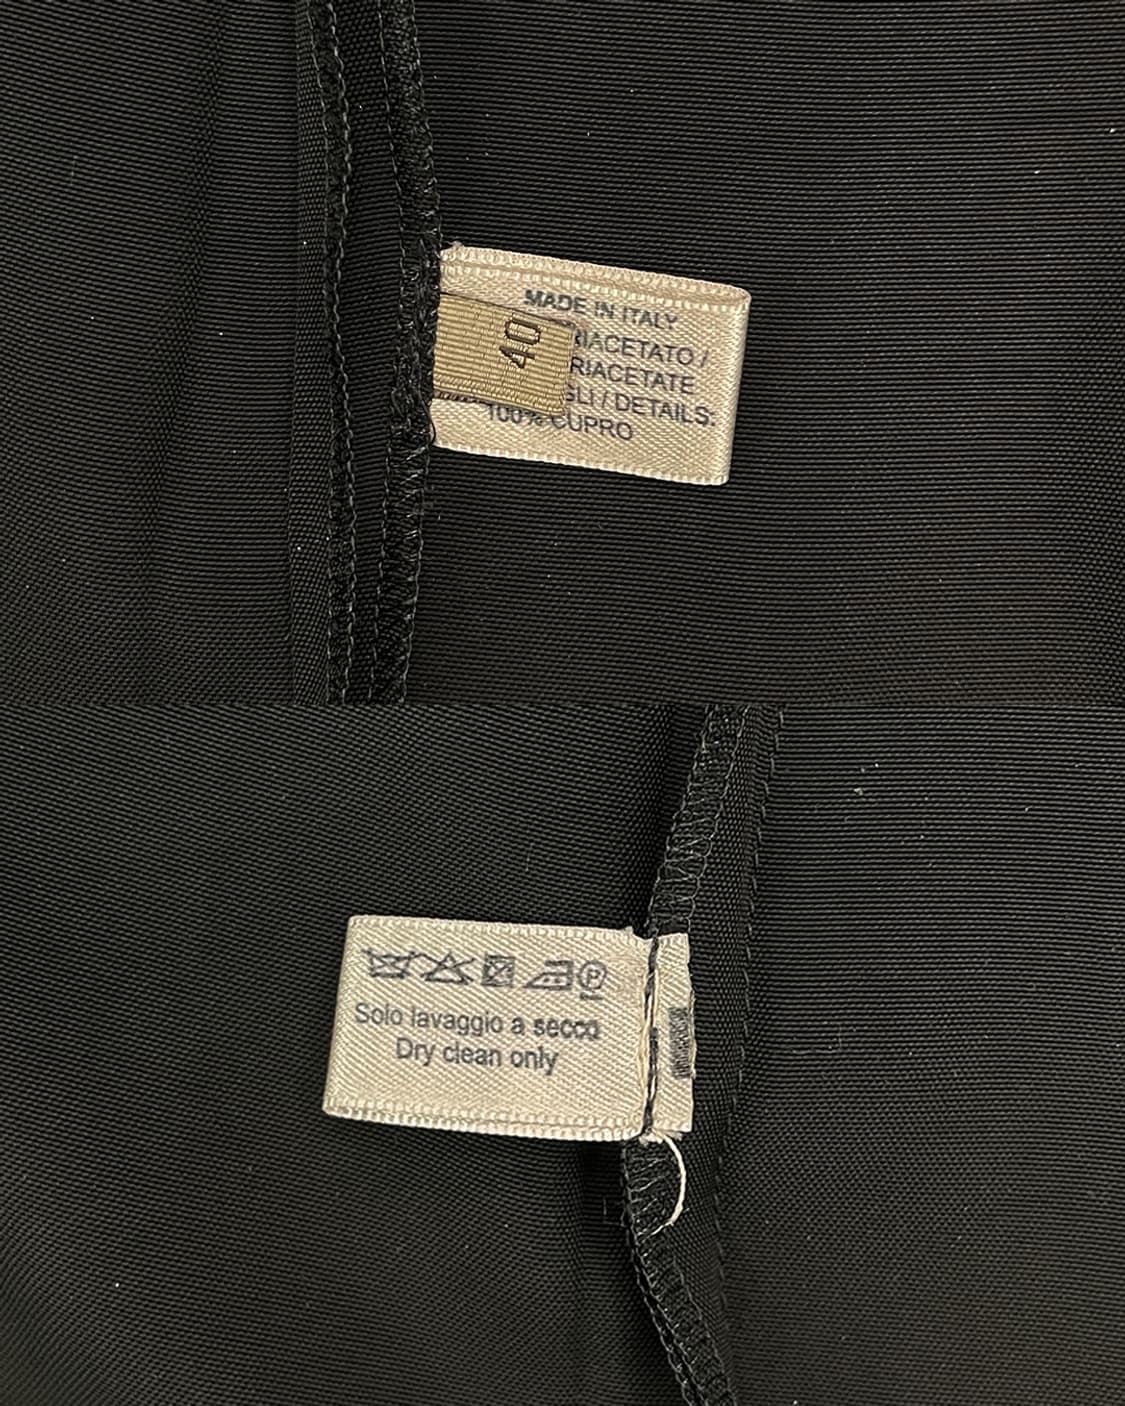 MADE IN ITALY
40
RIACETATO /
RIACETATE
GLI / DETAILS:
100% CUPRO
P
Solo lavaggio a secco
Dry clean only